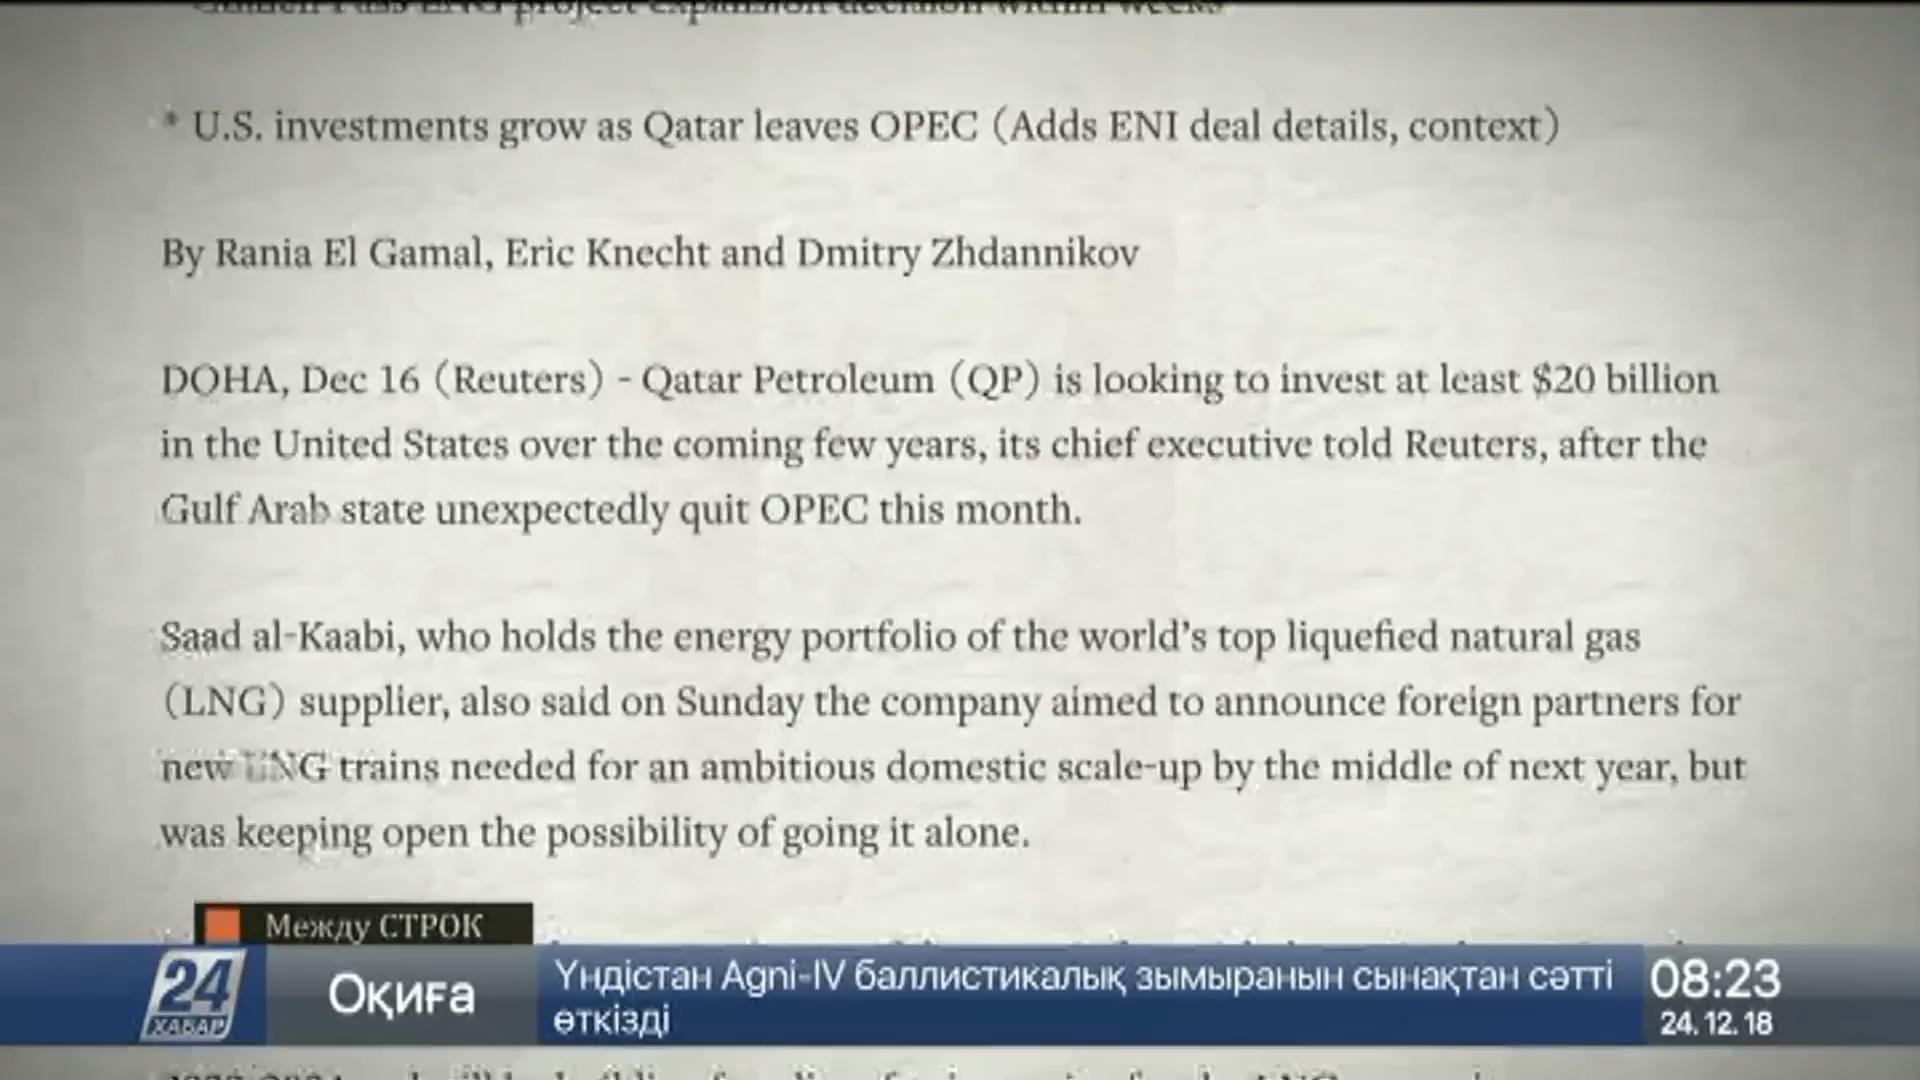 project expansion decision within weeks
* U.S. investments grow as Qatar leaves OPEC (Adds ENI deal details, context)
By Rania El Gamal, Eric Knecht and Dmitry Zhdannikov
DOHA, Dec 16 (Reuters) - Qatar Petroleum (QP) is looking to invest at least $20 billion
in the United States over the coming few years, its chief executive told Reuters, after the
Gulf Arab state unexpectedly quit OPEC this month.
Saad al-Kaabi, who holds the energy portfolio of the world's top liquefied natural gas
(LNG) supplier, also said on Sunday the company aimed to announce foreign partners for
new LNG trains needed for an ambitious domestic scale-up by the middle of next year, but
was keeping open the possibility of going it alone.
Между СТРОК
24
ХАБАР
Оқиға
Үндістан Agni-IV баллистикалық зымыранын сынақтан сәтті
өткізді
08:23
24.12.18